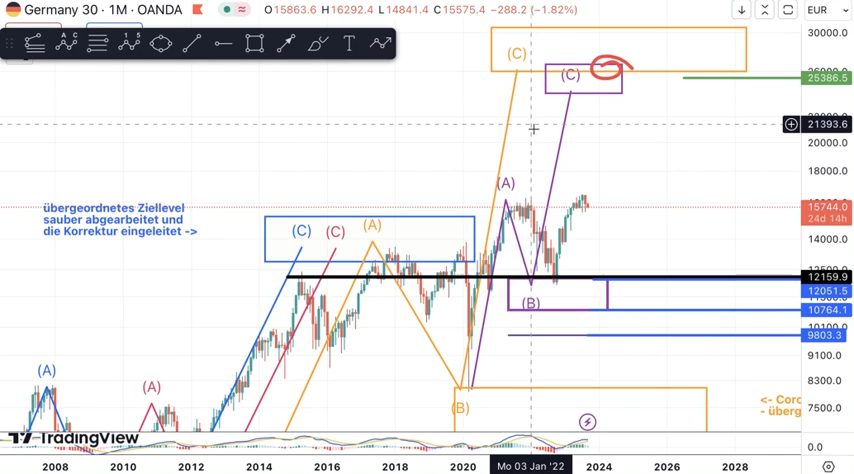 Germany 30 · 1M · OANDA
O15863.6 H16292.4 L14841.4 C15575.4 −288.2 (−1.82%)
EUR
30000.0
(C)
(C)
25386.5
21393.6
20000.0
18000.0
(A)
übergeordnetes Ziellevel
sauber abgearbeitet und
die Korrektur eingeleitet ->
15744.0
24d 14h
(C)
(C)
(A)
14000.0
12159.9
12051.5
(B)
10764.1
9803.3
9100.0
(A)
(A)
8300.0
(B)
7500.0
TradingView
0.0
2008
2010
2012
2014
2016
2018
2020
Mo 03 Jan '22
2024
2026
2028